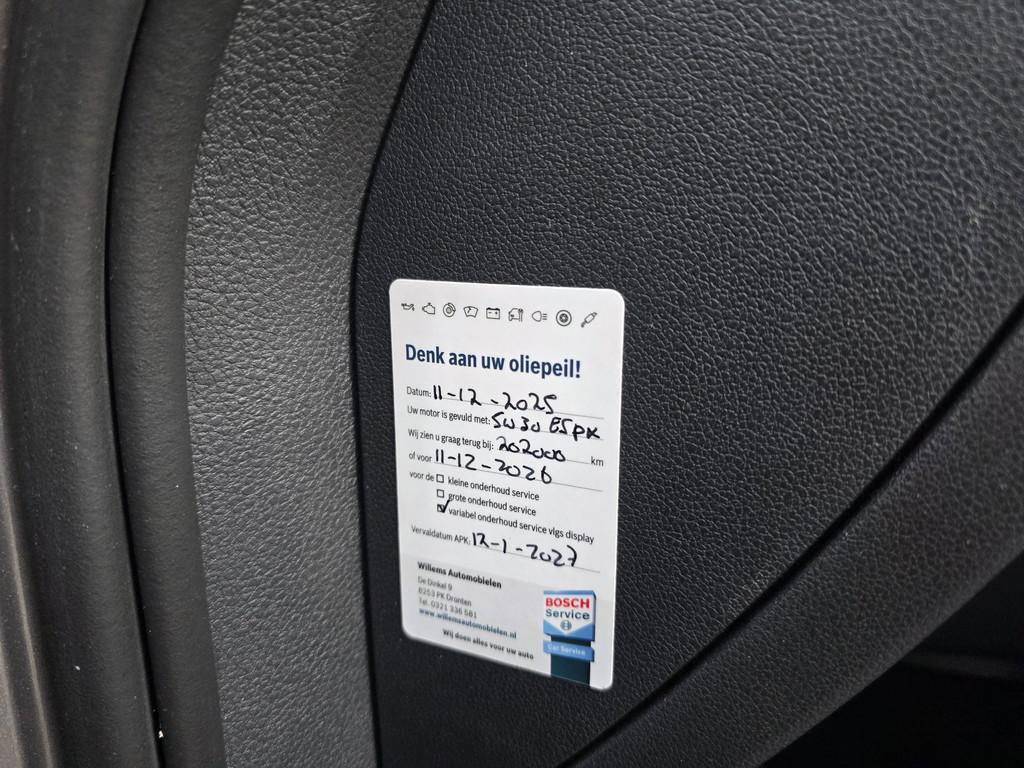 Denk aan uw oliepeil!
Datum: 11-12-2025
Uw motor is gevuld met: 5W30 BSPK
Wij zien u graag terug bij: 202000 km
of voor 11-12-2026
voor de kleine onderhoud service
grote onderhoud service
variabel onderhoud service vlgs display
Vervaldatum APK: 12-1-2027
Willems Automobielen
De Dinkel 9
8253 PK Dronten
Tel. 0321 336 581
www.willemsautomobielen.nl
Wij doen alles voor uw auto
BOSCH
Service
Car Service